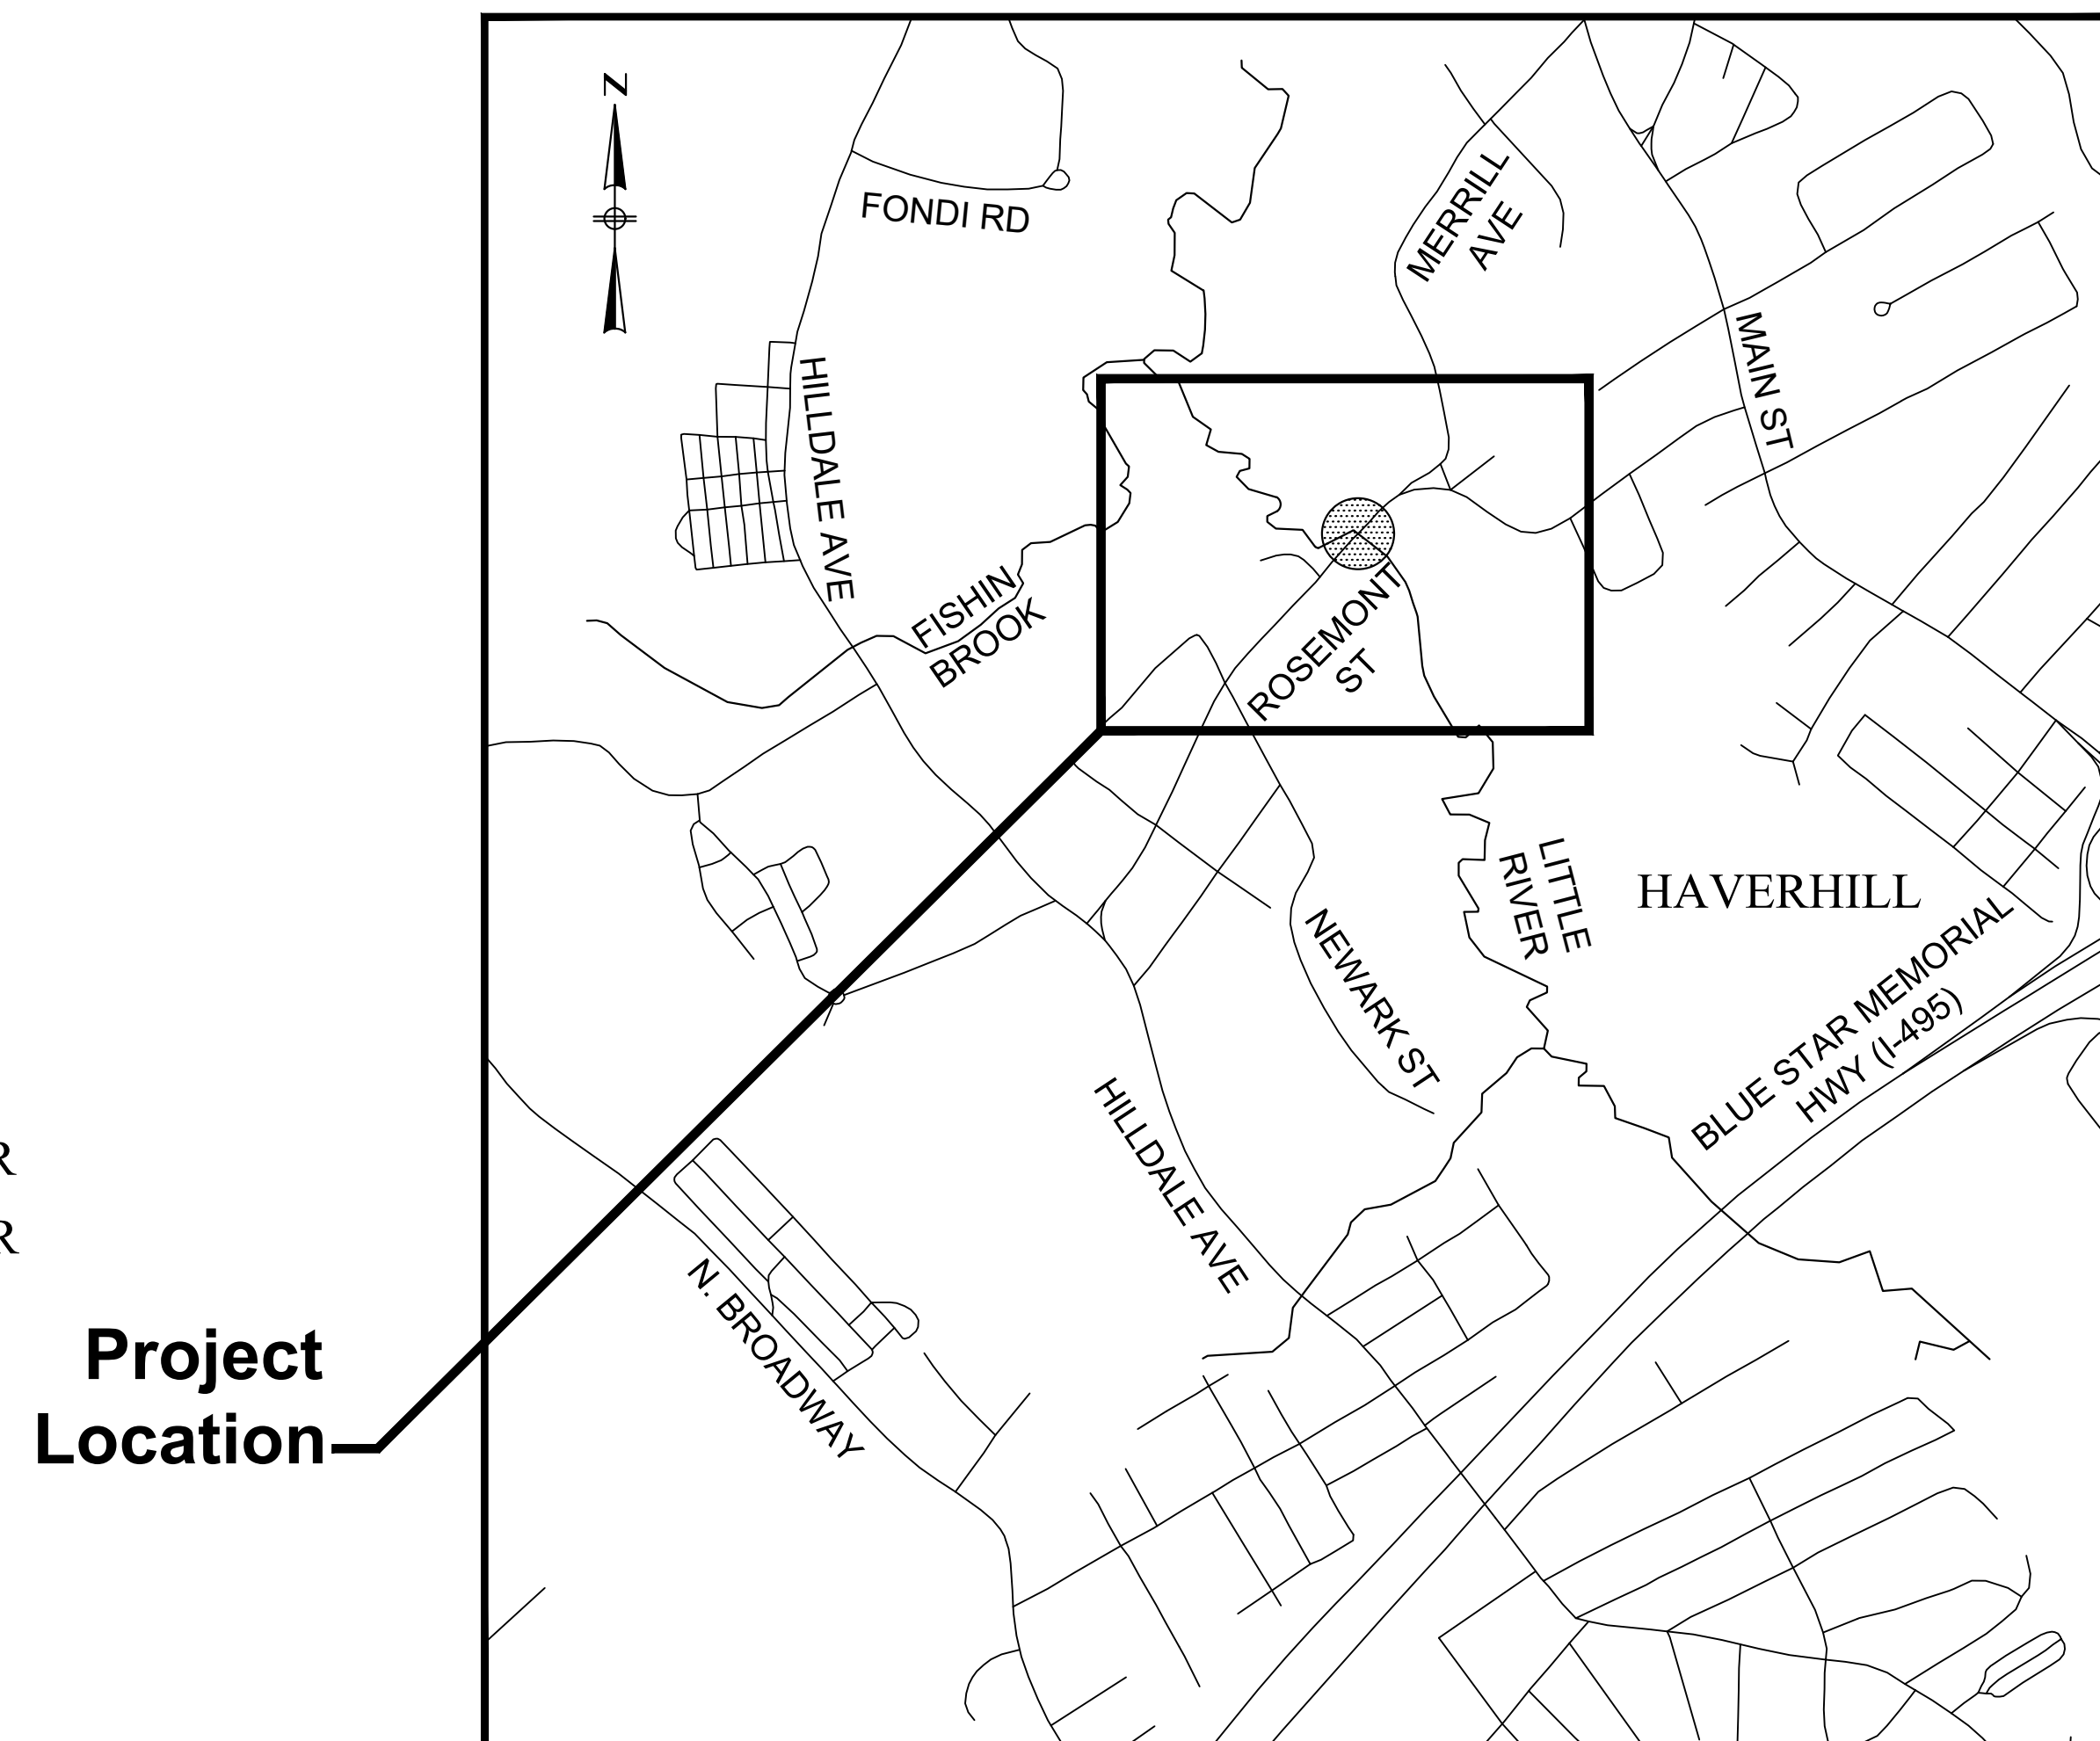 N
FONDI RD
MERRILL
AVE
MAIN ST
HILLDALE AVE
FISHIN
BROOK
ROSEMONT
ST
LITTLE
RIVER
HAVERHILL
NEWARK ST
BLUE STAR MEMORIAL
HWY (I-495)
HILLDALE AVE
N. BROADWAY
R
R
Project
Location